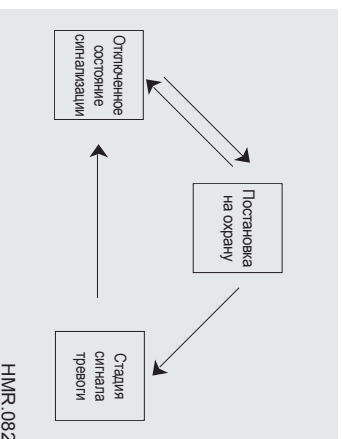 Отключенное
состояние
сигнализации
Постановка
на охрану
Стадия
сигнала
тревоги
HMR.082